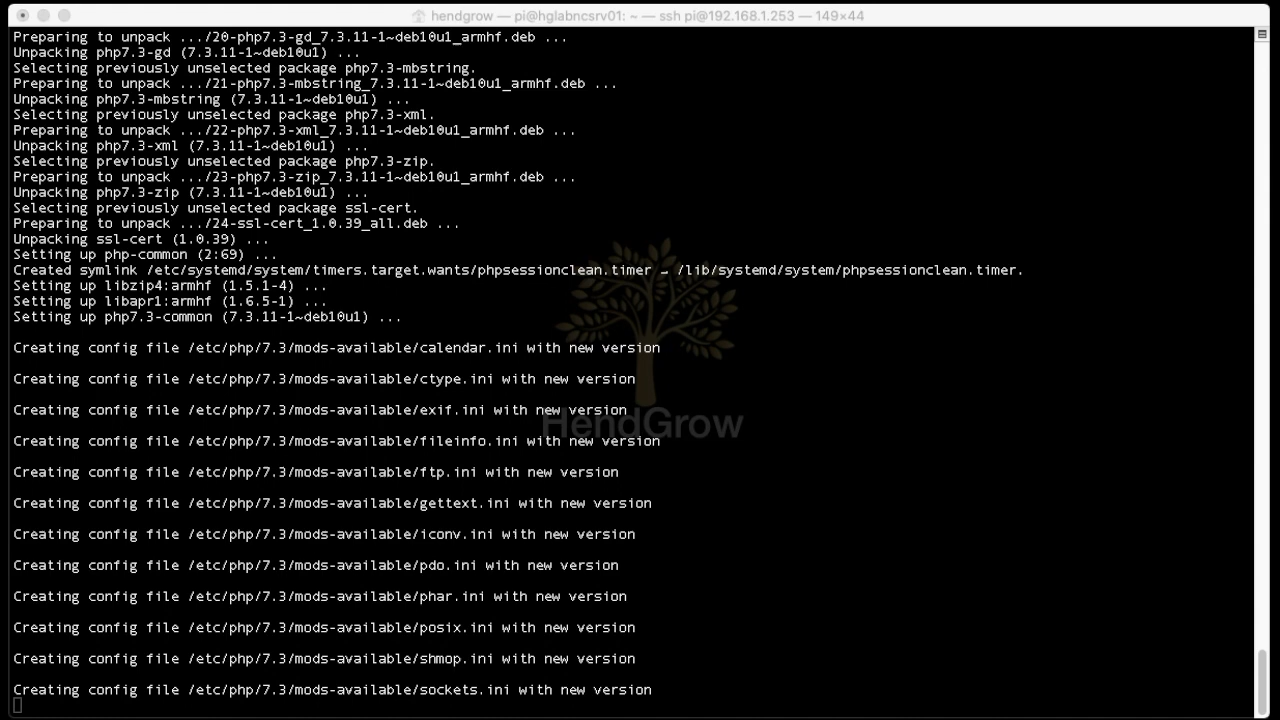 hendgrow — pi@hglabncsrv01: ~ — ssh pi@192.168.1.253 — 149×44
Preparing to unpack .../20-php7.3-gd_7.3.11-1~deb10u1_armhf.deb ...
Unpacking php7.3-gd (7.3.11-1~deb10u1) ...
Selecting previously unselected package php7.3-mbstring.
Preparing to unpack .../21-php7.3-mbstring_7.3.11-1~deb10u1_armhf.deb ...
Unpacking php7.3-mbstring (7.3.11-1~deb10u1) ...
Selecting previously unselected package php7.3-xml.
Preparing to unpack .../22-php7.3-xml_7.3.11-1~deb10u1_armhf.deb ...
Unpacking php7.3-xml (7.3.11-1~deb10u1) ...
Selecting previously unselected package php7.3-zip.
Preparing to unpack .../23-php7.3-zip_7.3.11-1~deb10u1_armhf.deb ...
Unpacking php7.3-zip (7.3.11-1~deb10u1) ...
Selecting previously unselected package ssl-cert.
Preparing to unpack .../24-ssl-cert_1.0.39_all.deb ...
Unpacking ssl-cert (1.0.39) ...
Setting up php-common (2:69) ...
Created symlink /etc/systemd/system/timers.target.wants/phpsessionclean.timer → /lib/systemd/system/phpsessionclean.timer.
Setting up libzip4:armhf (1.5.1-4) ...
Setting up libapr1:armhf (1.6.5-1) ...
Setting up php7.3-common (7.3.11-1~deb10u1) ...
Creating config file /etc/php/7.3/mods-available/calendar.ini with new version
Creating config file /etc/php/7.3/mods-available/ctype.ini with new version
Creating config file /etc/php/7.3/mods-available/exif.ini with new version
HendGrow
Creating config file /etc/php/7.3/mods-available/fileinfo.ini with new version
Creating config file /etc/php/7.3/mods-available/ftp.ini with new version
Creating config file /etc/php/7.3/mods-available/gettext.ini with new version
Creating config file /etc/php/7.3/mods-available/iconv.ini with new version
Creating config file /etc/php/7.3/mods-available/pdo.ini with new version
Creating config file /etc/php/7.3/mods-available/phar.ini with new version
Creating config file /etc/php/7.3/mods-available/posix.ini with new version
Creating config file /etc/php/7.3/mods-available/shmop.ini with new version
Creating config file /etc/php/7.3/mods-available/sockets.ini with new version